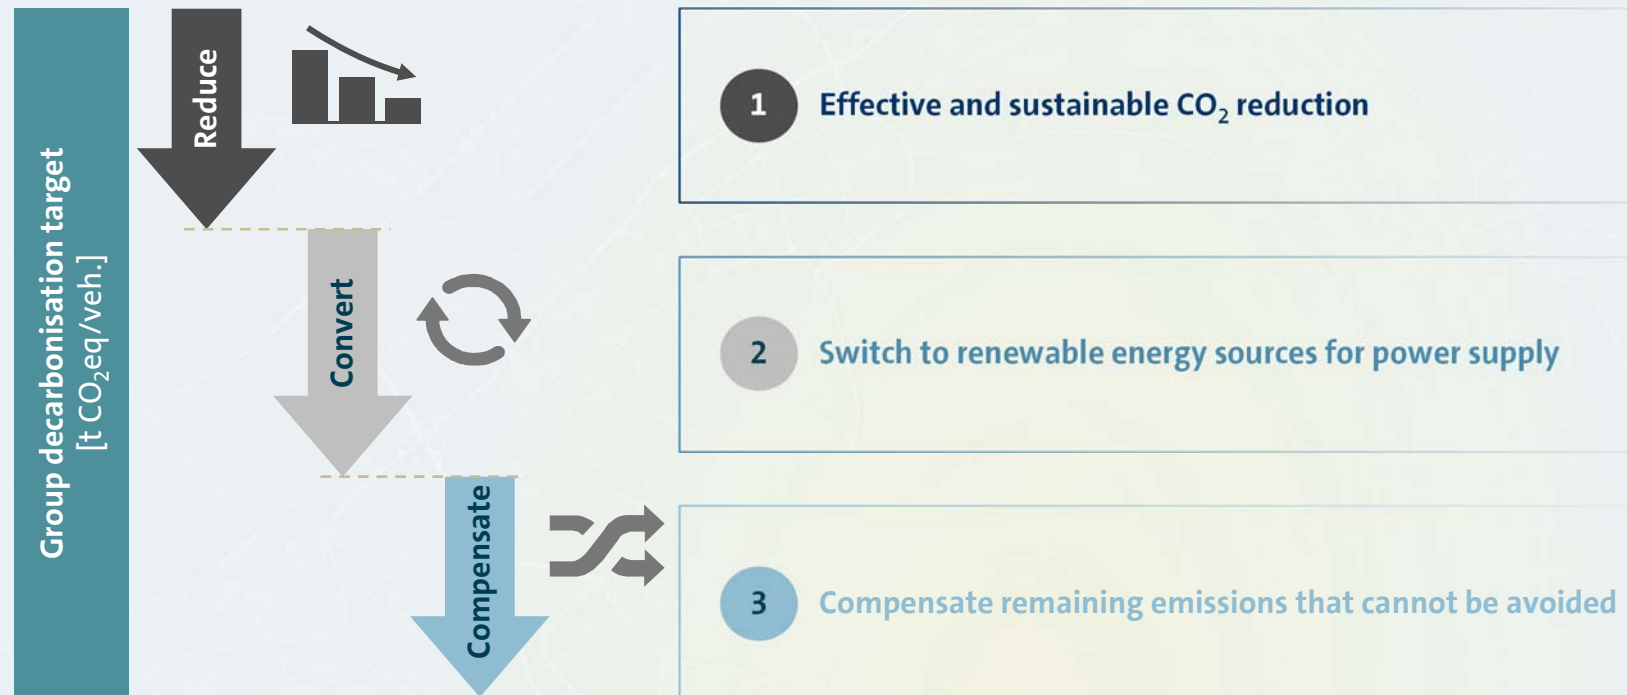 Group decarbonisation target
[t CO₂eq/veh.]
Reduce
1
Effective and sustainable CO₂ reduction
Convert
2
Switch to renewable energy sources for power supply
Compensate
3
Compensate remaining emissions that cannot be avoided